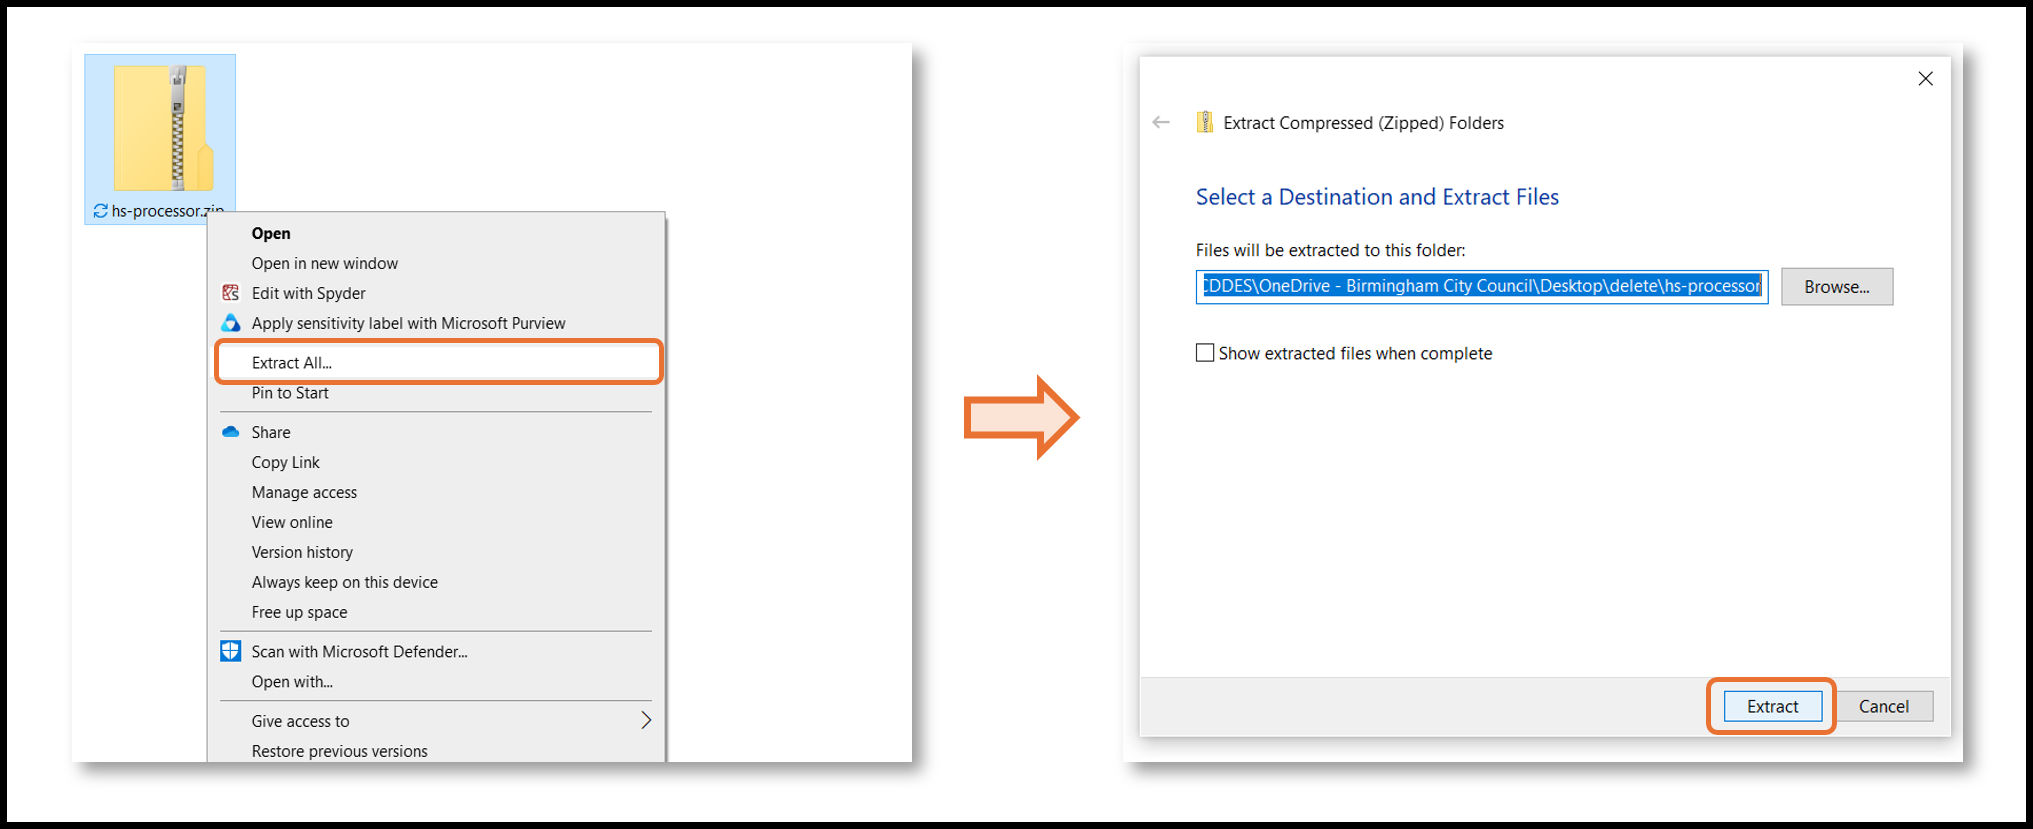 hs-processor.zip
Open
Open in new window
Edit with Spyder
Apply sensitivity label with Microsoft Purview
Extract All...
Pin to Start
Share
Copy Link
Manage access
View online
Version history
Always keep on this device
Free up space
Scan with Microsoft Defender...
Open with...
Give access to
Restore previous versions
Extract Compressed (Zipped) Folders
Select a Destination and Extract Files
Files will be extracted to this folder:
CDDES\OneDrive - Birmingham City Council\Desktop\delete\hs-processor
Browse...
Show extracted files when complete
Extract
Cancel